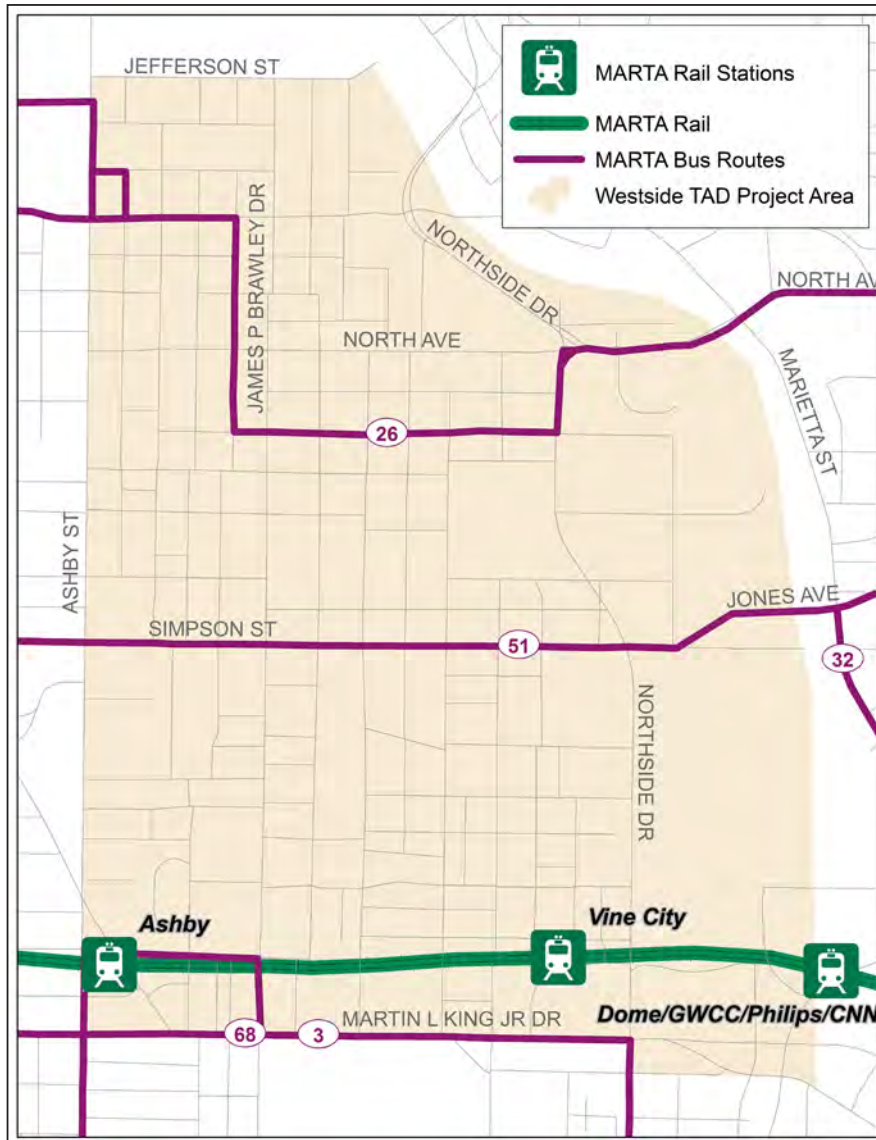 JEFFERSON ST
MARTA Rail Stations
MARTA Rail
MARTA Bus Routes
Westside TAD Project Area
JAMES P BRAWLEY DR
NORTHSIDE DR
NORTH AV
NORTH AVE
MARIETTA ST
26
ASHBY ST
JONES AVE
SIMPSON ST
51
32
NORTHSIDE DR
Ashby
Vine City
Dome/GWCC/Philips/CNN
68
3
MARTIN L KING JR DR